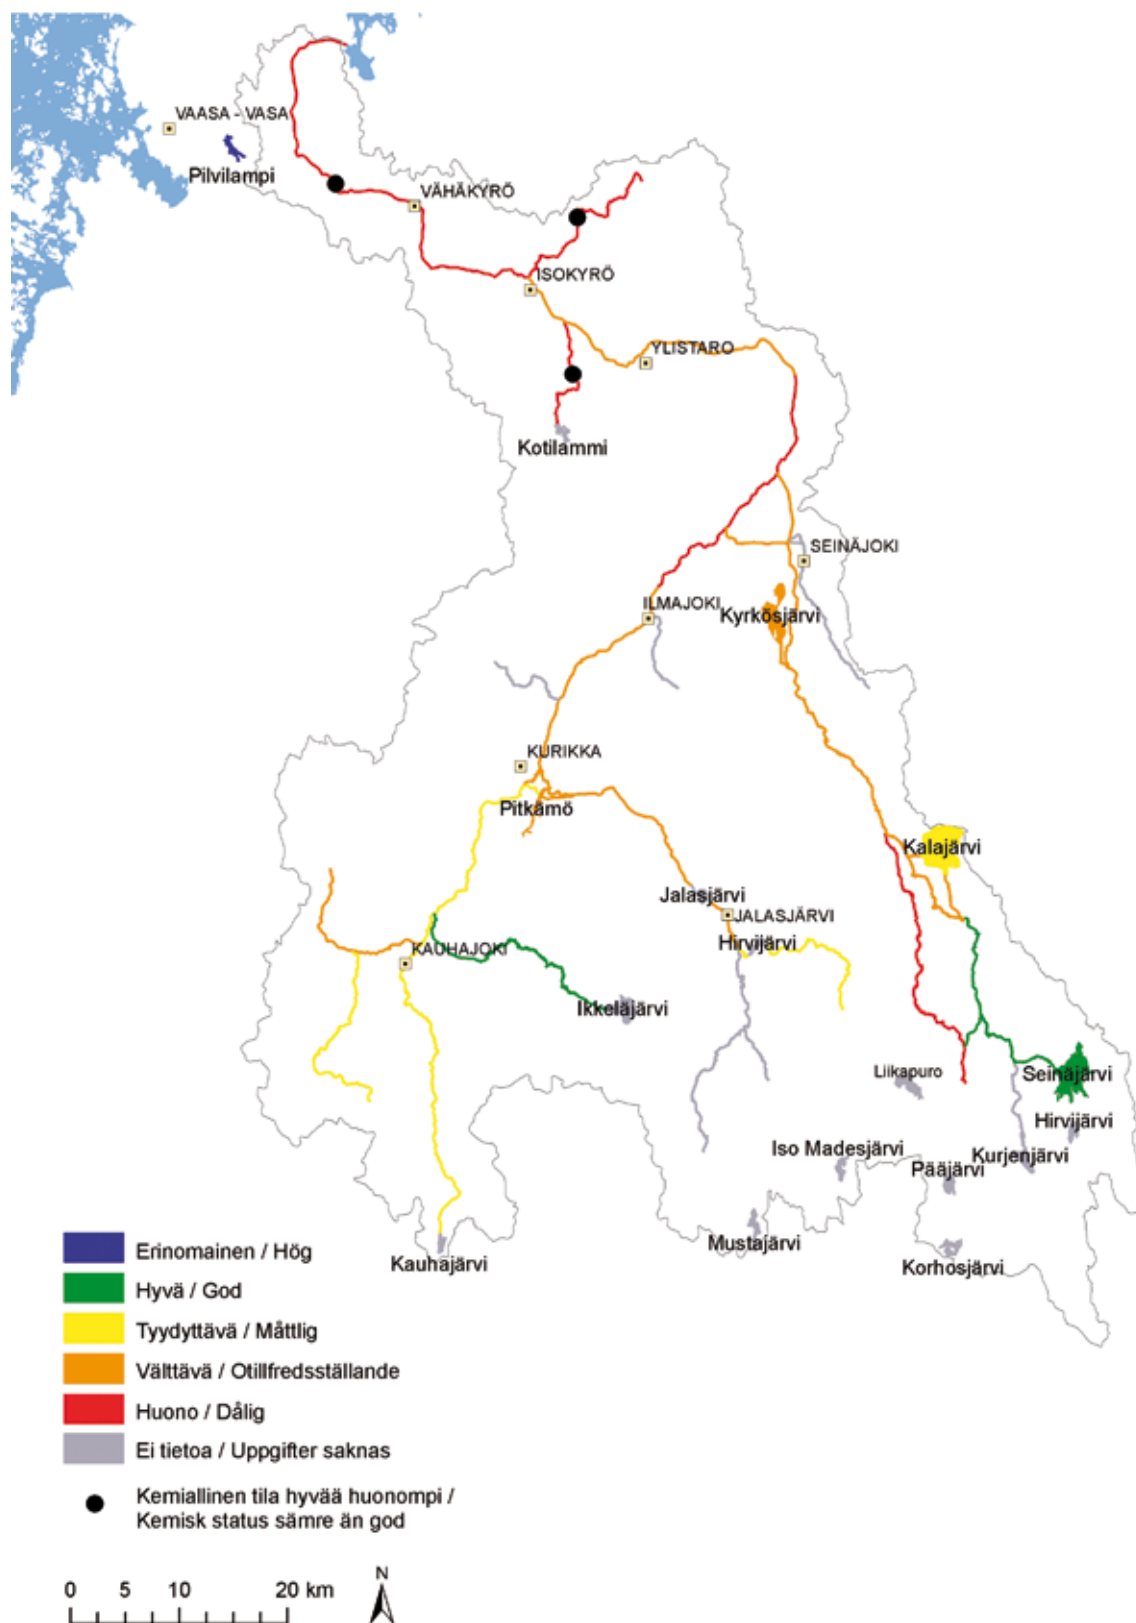 VAASA - VASA
Pilvilampi
VÄHÄKYRÖ
ISOKYRÖ
YLISTARO
Kotilammi
SEINÄJOKI
ILMAJOKI
Kyrkösjärvi
KURIKKA
Pitkämö
Kalajärvi
Jalasjärvi
JALASJÄRVI
Hirvijärvi
KAUHAJOKI
Ikkeläjärvi
Liikapuro
Seinäjärvi
Hirvijärvi
Iso Madesjärvi
Kurjenjärvi
Pääjärvi
Mustajärvi
Kauhajärvi
Korhosjärvi
Erinomainen / Hög
Hyvä / God
Tyydyttävä / Måttlig
Välttävä / Otillfredsställande
Huono / Dålig
Ei tietoa / Uppgifter saknas
Kemiallinen tila hyvää huonompi /
Kemisk status sämre än god
0 5 10 20 km
N